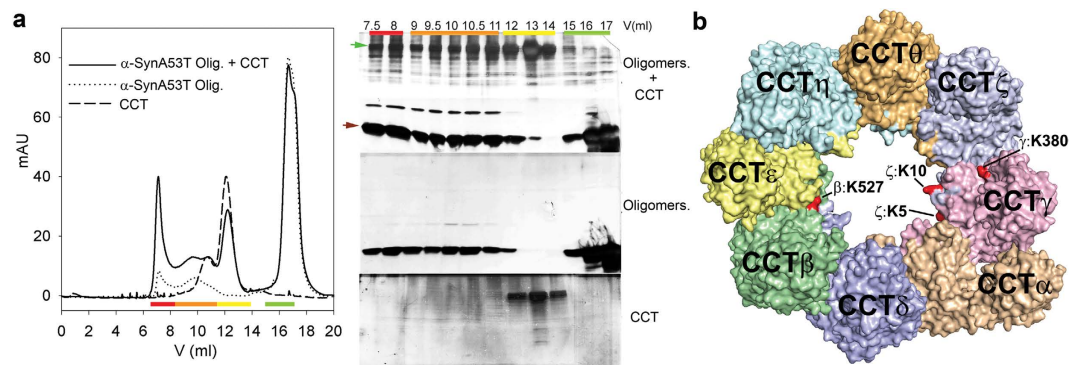 a
α-SynA53T Olig. + CCT
α-SynA53T Olig.
CCT
mAU
80
60
40
20
0
0 2 4 6 8 10 12 14 16 18 20
V (ml)
7.5 8 9 9.5 10 10.5 11 12 13 14 15 16 17 V(ml)
Oligomers
+
CCT
Oligomers.
CCT
b
CCTθ
CCTη
CCTζ
γ:K380
CCTε
β:K527
ζ:K10
CCTγ
ζ:K5
CCTβ
CCTα
CCTδ